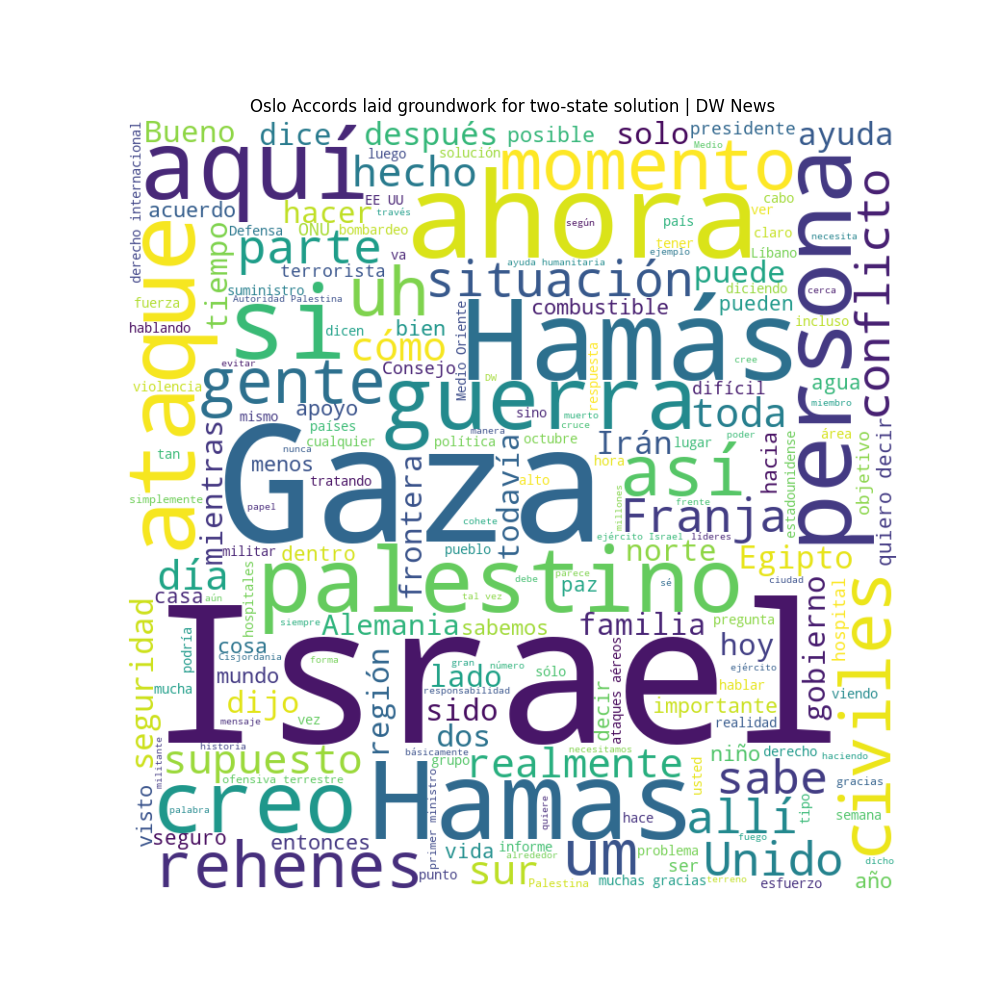 Oslo Accords laid groundwork for two-state solution | DW News
Bueno
dice
después
posible
solo
presidente
ayuda
aquí
luego
solución
Medio
hecho
momento
persona
derecho internacional
acuerdo
EE UU
hacer
través
ahora
según
país
ver
cabo
conflicto
ataque
tiempo
Defensa
ONU
bombardeo
parte
va
tener
claro
necesita
terrorista
ayuda humanitaria
ejemplo
Líbano
suministro
uh
situación
puede
diciendo
cerca
fuerza
Autoridad Palestina
si
Medio Oriente
Hamás
combustible
pueden
incluso
hablando
dicen
bien
cómo
evitar
Consejo
respuesta
cree
violencia
gente
DW
guerra
difícil
agua
miembro
mientras
mismo
apoyo
sino
muerto
cruce
toda
países
manera
poder
área
tan
cualquier
política
octubre
Irán
lugar
hacia
estadounidense
objetivo
quiero decir
nunca
menos
Gaza
frontera
todavía
hora
así
simplemente
tratando
alto
millones
frente
papel
cohete
Franja
ejército Israel
líderes
militar
dentro
pueblo
norte
Egipto
día
palestino
debe
parece
paz
sé
ciudad
casa
aún
hospitales
siempre
tal vez
gobierno
hospital
civiles
seguridad
podría
Alemania
sabemos
familia
pregunta
cosa
Cisjordania
Israel
hoy
forma
región
gran
número
sólo
decir
ataques aéreos
ejército
mucha
mundo
lado
responsabilidad
hablar
viendo
dijo
sido
importante
mensaje
vez
realidad
historia
dos
básicamente
necesitamos
niño
derecho
haciendo
militante
supuesto
grupo
realmente
usted
ofensiva terrestre
primer ministro
sabe
gracias
visto
palabra
creo
Hamas
quiere
hace
allí
tipo
semana
seguro
entonces
vida
informe
alrededor
um
problema
fuego
dicho
rehenes
punto
sur
Palestina
muchas gracias
ser
terreno
Unido
esfuerzo
año